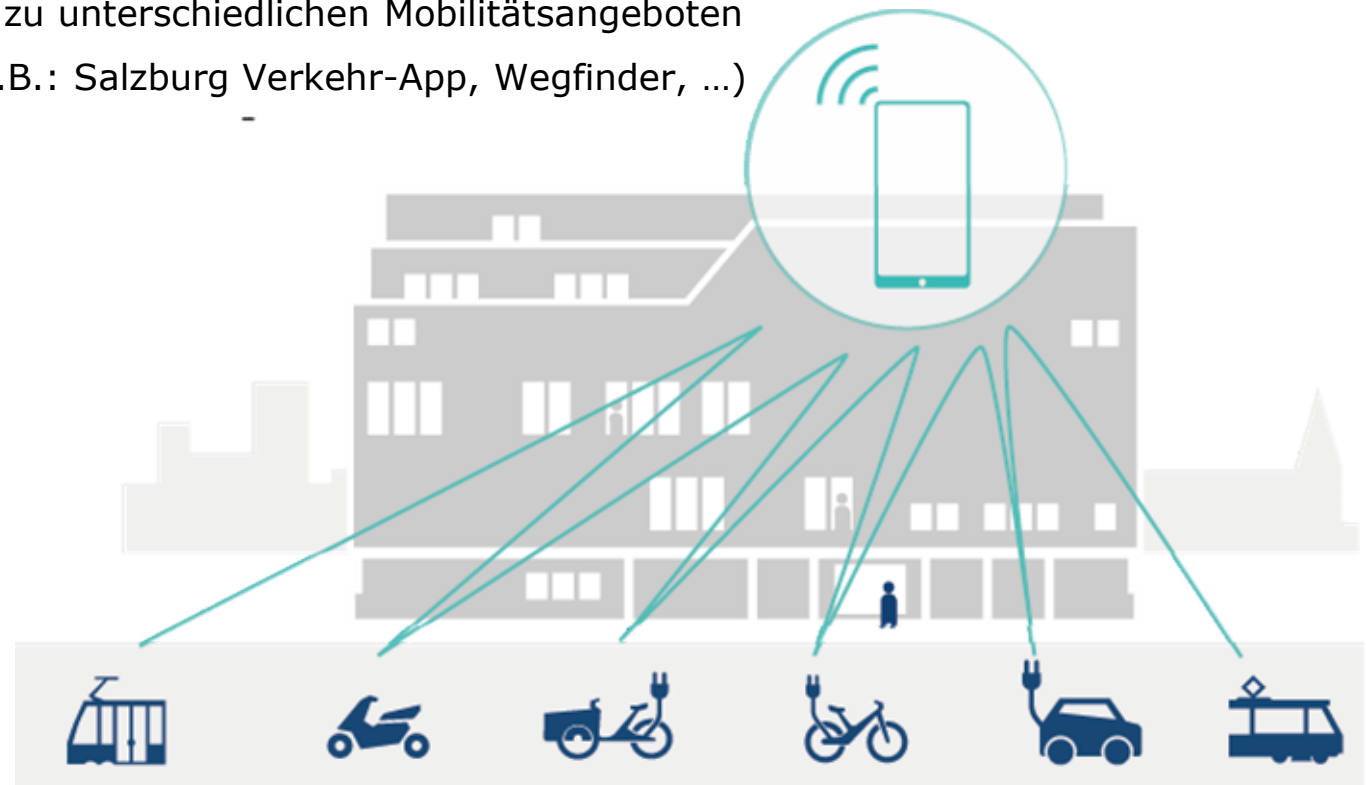 zu unterschiedlichen Mobilitätsangeboten
.B.: Salzburg Verkehr-App, Wegfinder, …)
-